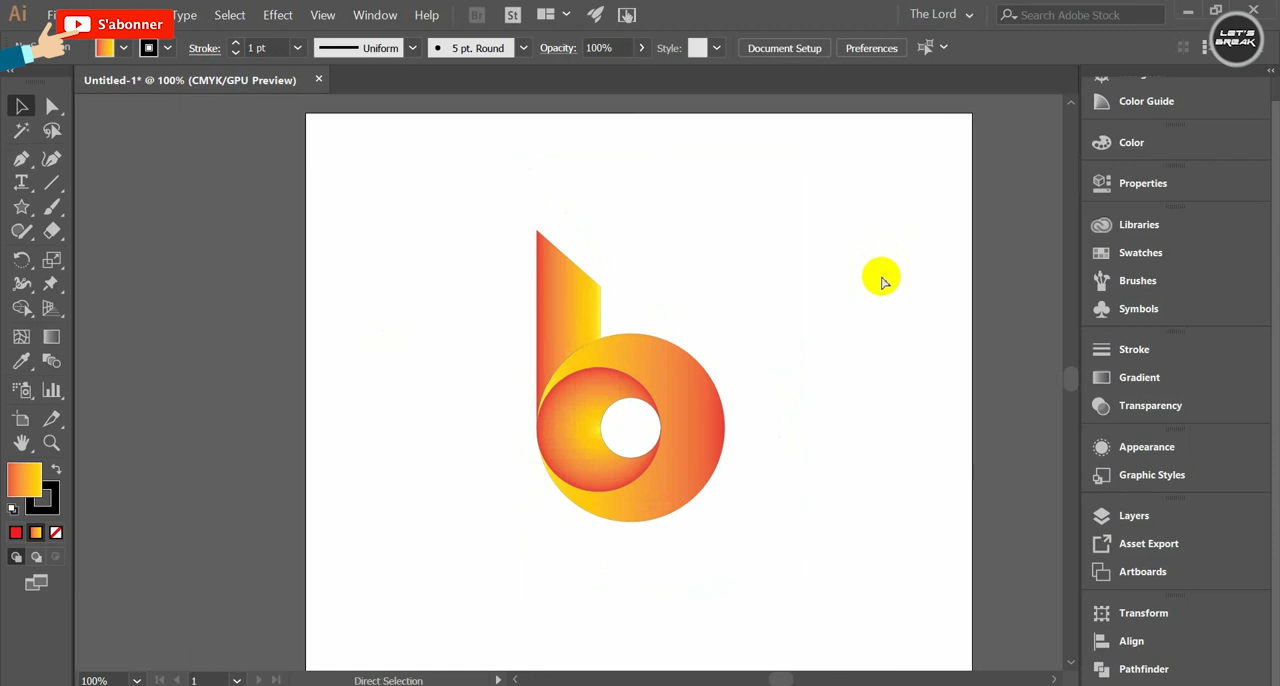 Ai Type Select Effect View Window Help Br St The Lord Search Adobe Stock
S'abonner
LET'S BREAK
Stroke: 1 pt Uniform 5 pt. Round Opacity: 100% Style: Document Setup Preferences
Untitled-1* @ 100% (CMYK/GPU Preview)
Color Guide
Color
Properties
Libraries
Swatches
Brushes
Symbols
Stroke
Gradient
Transparency
Appearance
Graphic Styles
Layers
Asset Export
Artboards
Transform
Align
Pathfinder
100% 1 Direct Selection